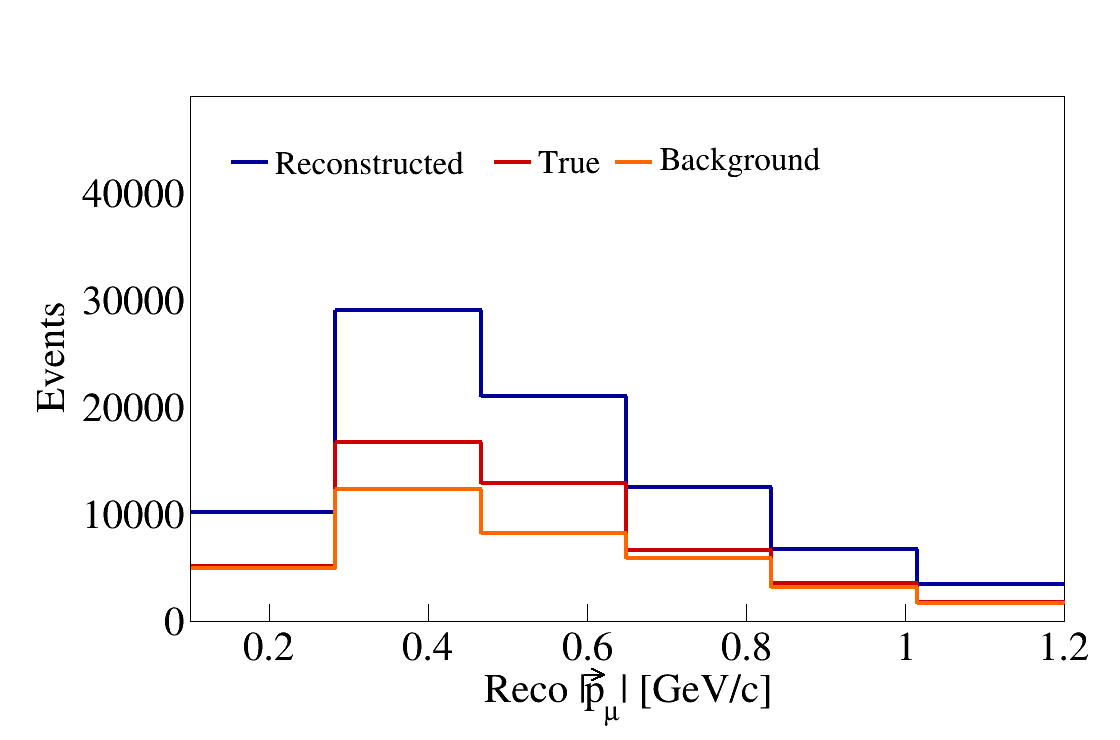 Reconstructed True Background
40000
30000
20000
10000
0
Events
0.2 0.4 0.6 0.8 1 1.2
Reco |p⃗μ| [GeV/c]